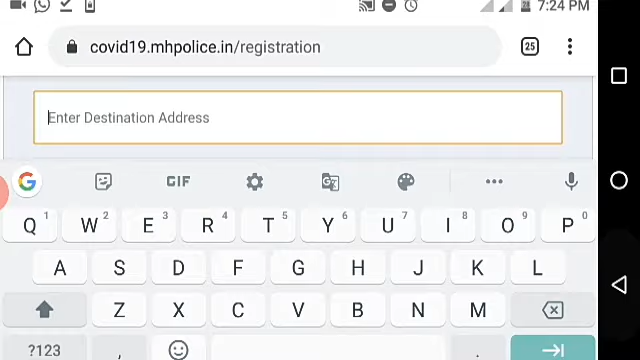 7:24 PM
covid19.mhpolice.in/registration
25
Enter Destination Address
G GIF G
1 2 3 4 5 6 7 8 9 0
Q W E R T Y U I O P
A S D F G H J K L
Z X C V B N M
?123 , .